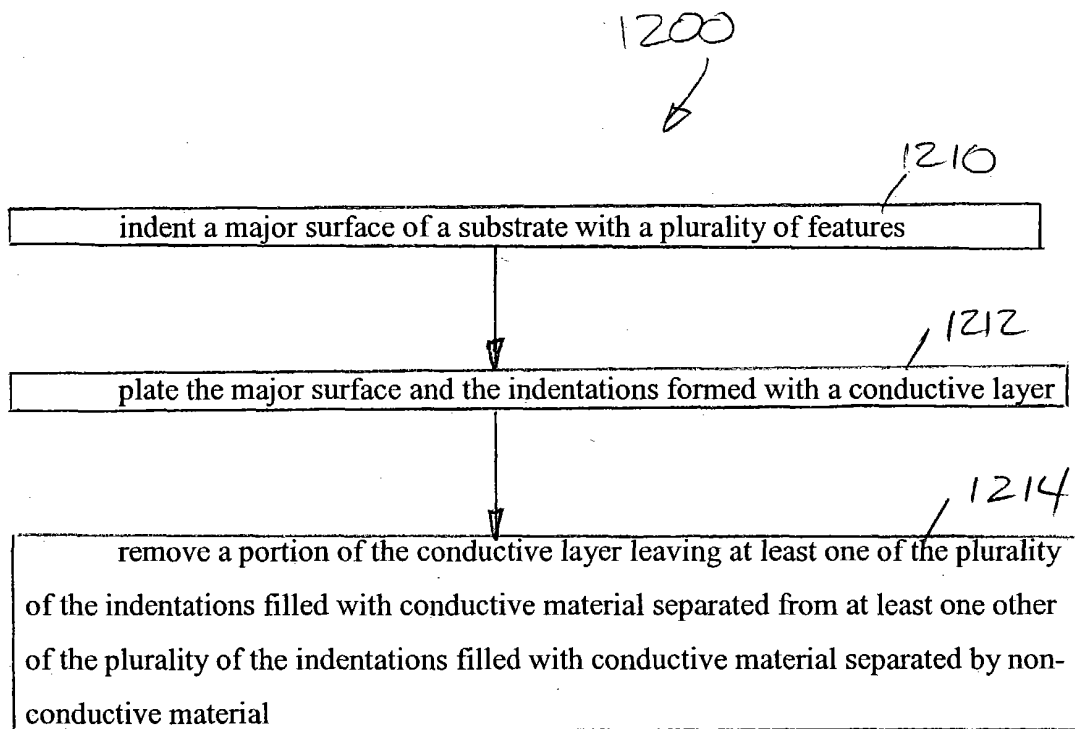 1200
1210
indent a major surface of a substrate with a plurality of features
1212
plate the major surface and the indentations formed with a conductive layer
1214
remove a portion of the conductive layer leaving at least one of the plurality
of the indentations filled with conductive material separated from at least one other
of the plurality of the indentations filled with conductive material separated by non-
conductive material